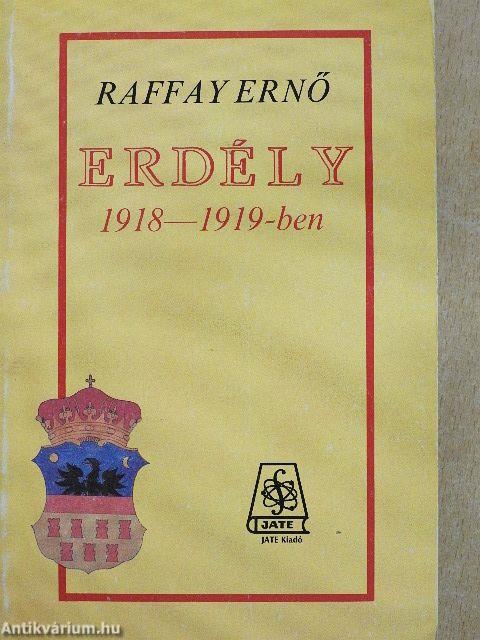 RAFFAY ERNŐ
ERDÉLY
1918—1919-ben
JATE
JATE Kiadó
Antikvárium.hu